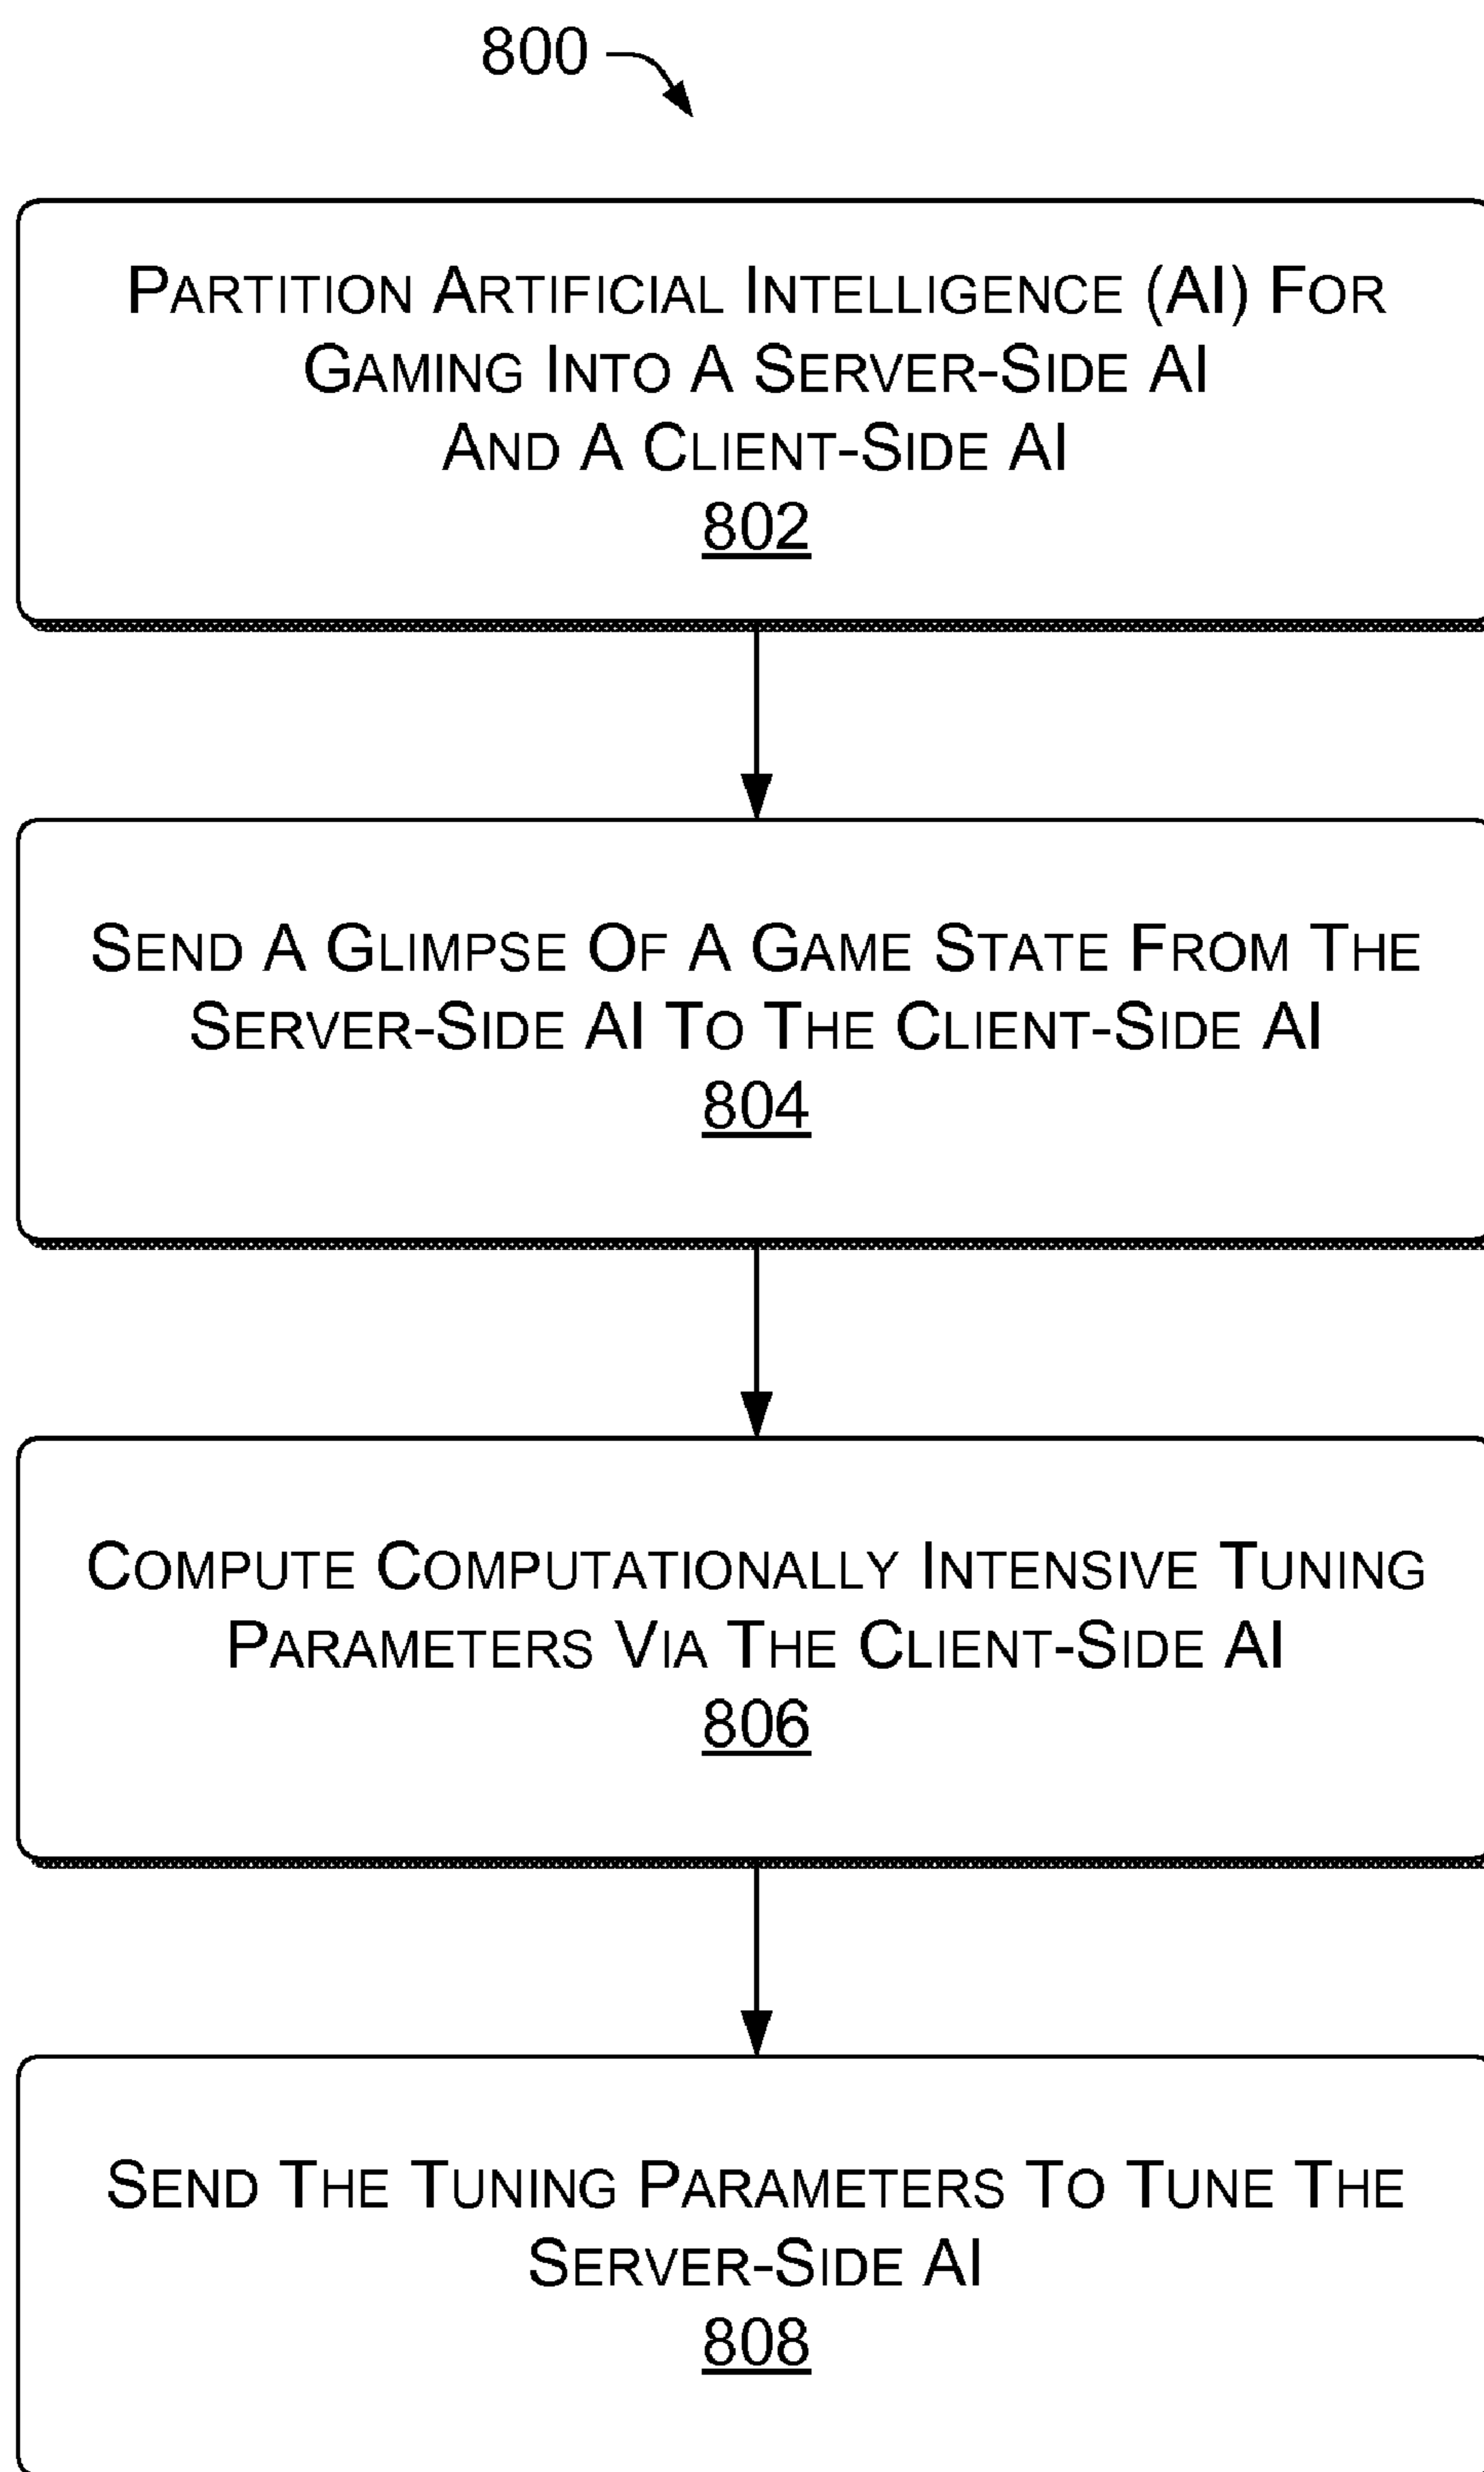 800
PARTITION ARTIFICIAL INTELLIGENCE (AI) FOR
GAMING INTO A SERVER-SIDE AI
AND A CLIENT-SIDE AI
802
SEND A GLIMPSE OF A GAME STATE FROM THE
SERVER-SIDE AI TO THE CLIENT-SIDE AI
804
COMPUTE COMPUTATIONALLY INTENSIVE TUNING
PARAMETERS VIA THE CLIENT-SIDE AI
806
SEND THE TUNING PARAMETERS TO TUNE THE
SERVER-SIDE AI
808